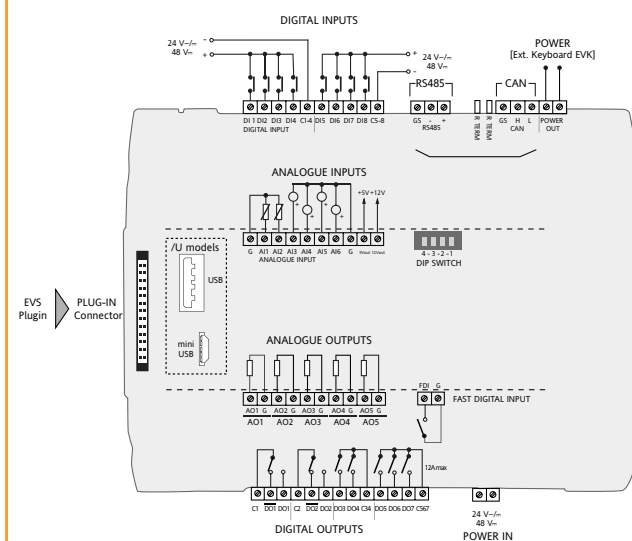 DIGITAL INPUTS
24 V~/⎓ -
48 V⎓ +
+ 24 V~/⎓
- 48 V⎓
POWER
[Ext. Keyboard EVK]
RS485
CAN
DI 1 DI2 DI3 DI4 C1-4 DI5 DI6 DI7 DI8 C5-8
DIGITAL INPUT
GS - +
RS485
R TERM
R TERM
GS H L
CAN
POWER
OUT
ANALOGUE INPUTS
+5V +12V
+ + + +
G AI1 AI2 AI3 AI4 AI5 AI6 G 5Vout 12Vout
ANALOGUE INPUT
4 - 3 - 2 - 1
DIP SWITCH
/U models
USB
mini
USB
EVS
Plugin
PLUG-IN
Connector
ANALOGUE OUTPUTS
AO1 G AO2 G AO3 G AO4 G AO5 G
AO1 AO2 AO3 AO4 AO5
FDI G
FAST DIGITAL INPUT
12A max
C1 DO1 DO1 C2 DO2 DO2 DO3 DO4 C34 DO5 DO6 DO7 C567
DIGITAL OUTPUTS
24 V~/⎓
48 V⎓
POWER IN